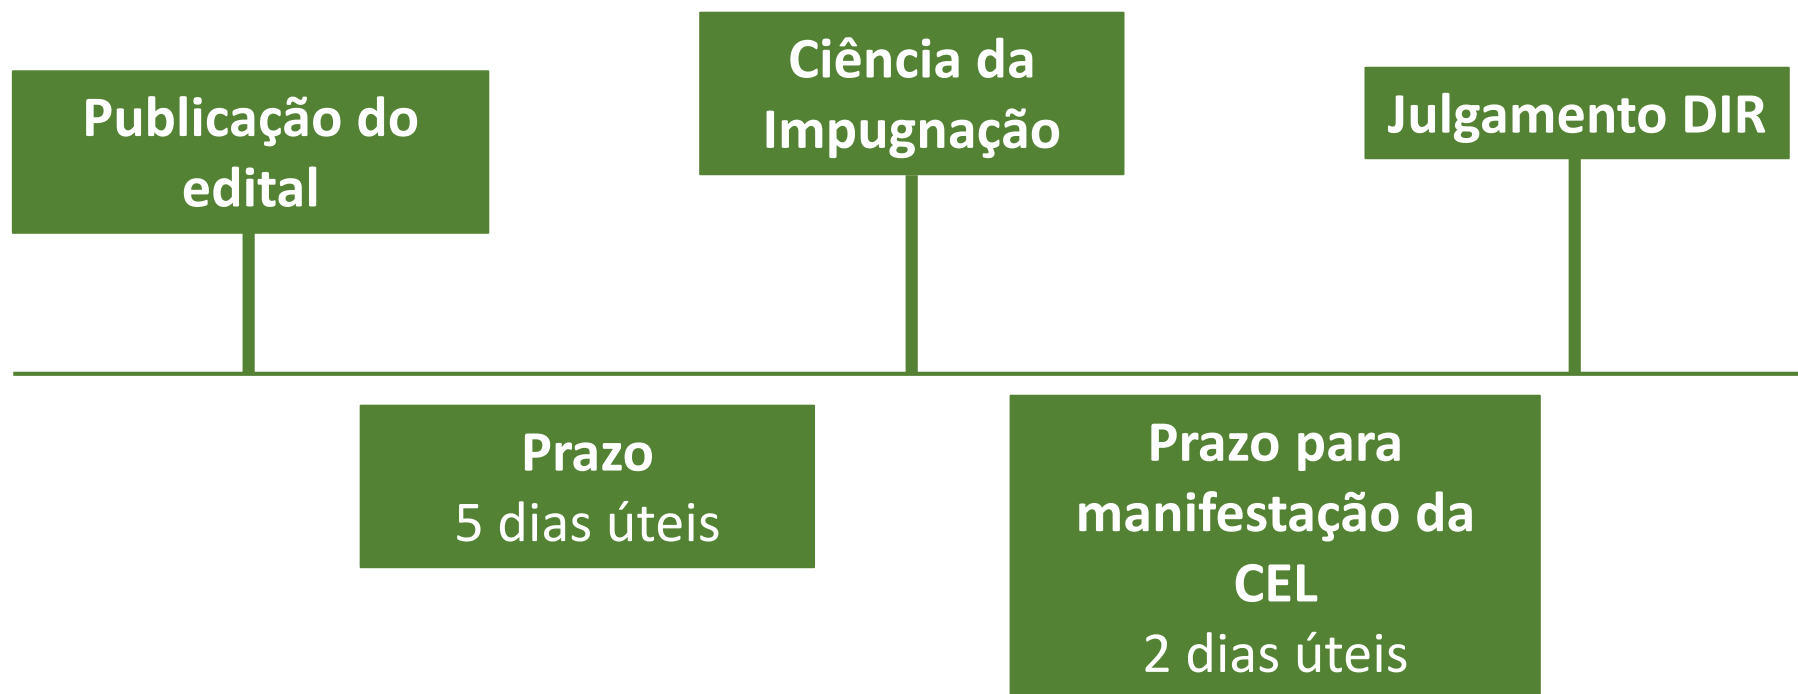 Publicação do
edital
Ciência da
Impugnação
Julgamento DIR
Prazo
5 dias úteis
Prazo para
manifestação da
CEL
2 dias úteis